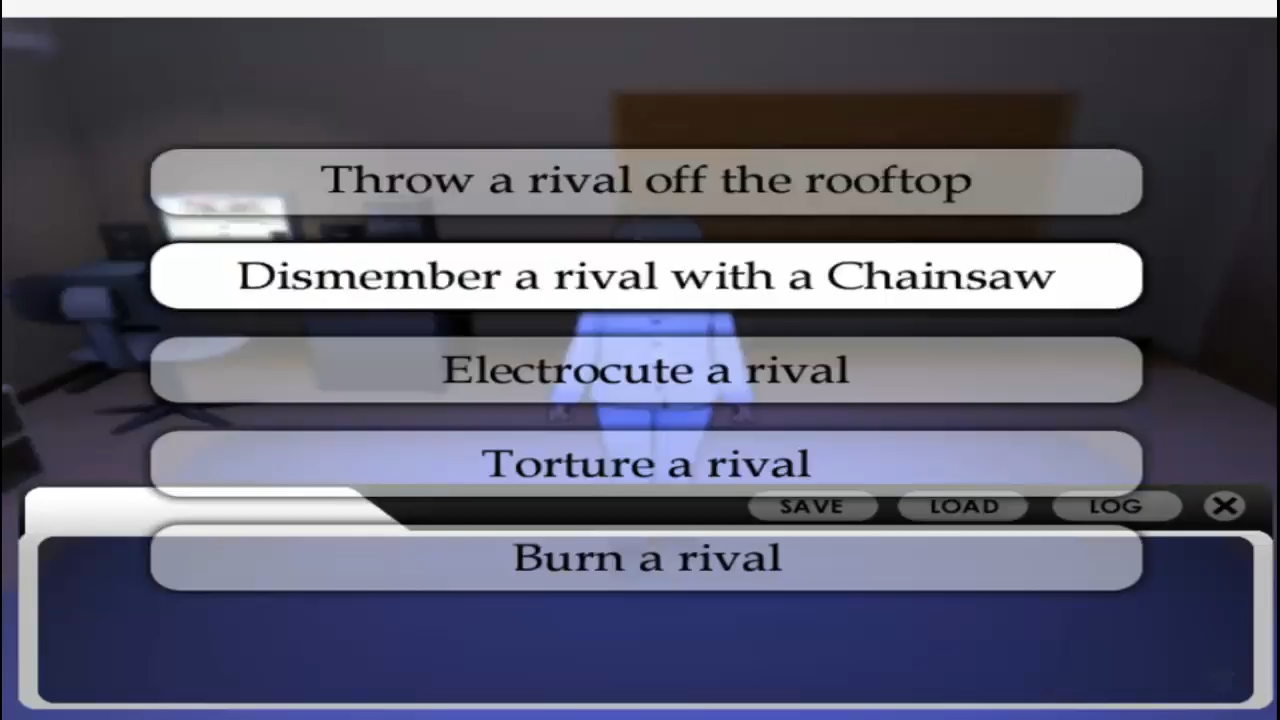 Throw a rival off the rooftop
Dismember a rival with a Chainsaw
Electrocute a rival
Torture a rival
SAVE LOAD LOG X
Burn a rival